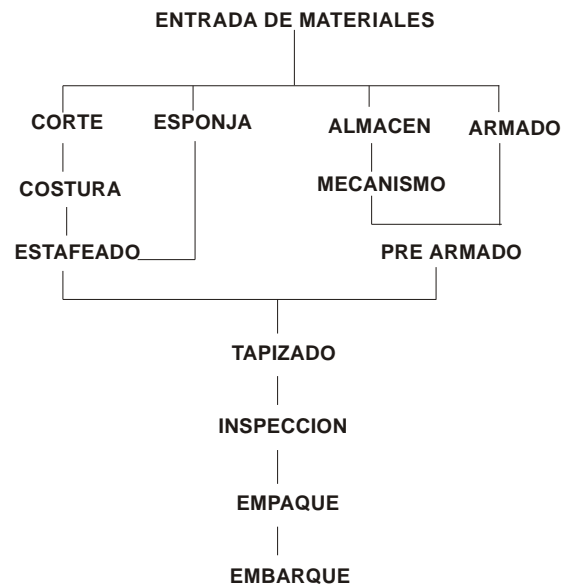 ENTRADA DE MATERIALES
CORTE ESPONJA ALMACEN ARMADO
COSTURA MECANISMO
ESTAFEADO PRE ARMADO
TAPIZADO
INSPECCION
EMPAQUE
EMBARQUE